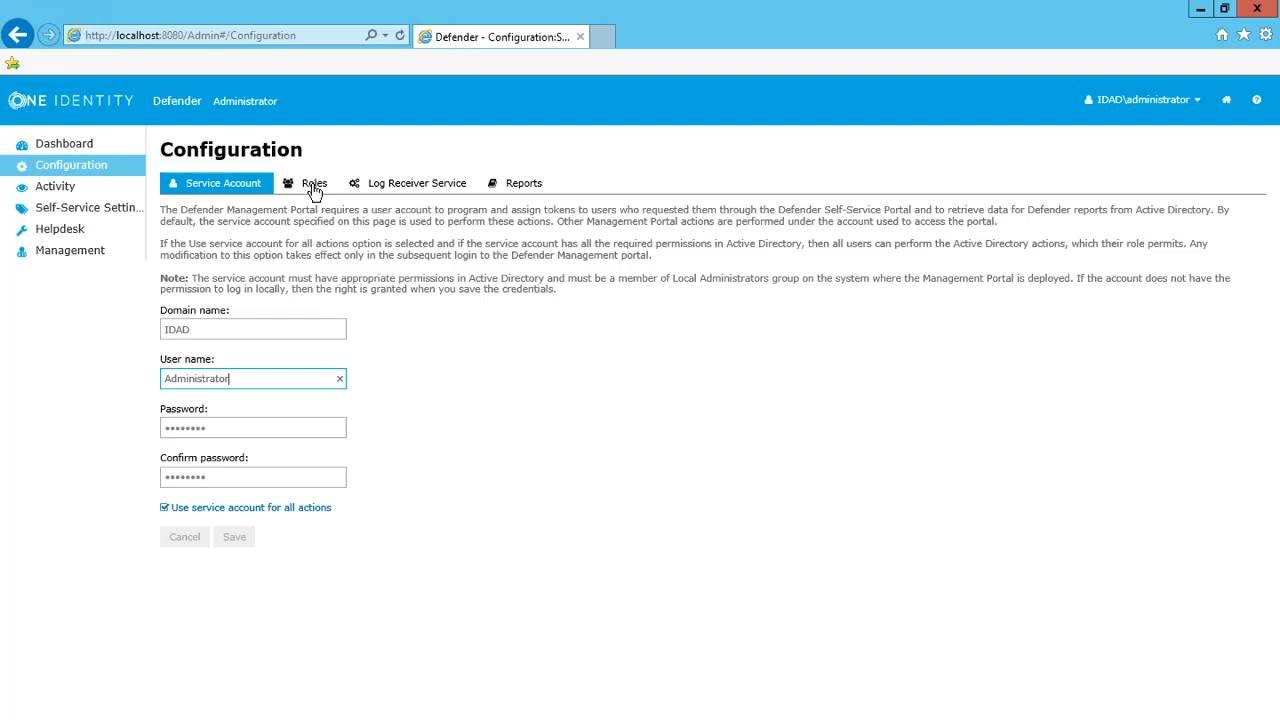 http://localhost:8080/Admin#/Configuration
Defender - Configuration:S...
ONE IDENTITY Defender Administrator
IDAD\administrator
Dashboard
Configuration
Activity
Self-Service Settin...
Helpdesk
Management
Configuration
Service Account
Roles
Log Receiver Service
Reports
The Defender Management Portal requires a user account to program and assign tokens to users who requested them through the Defender Self-Service Portal and to retrieve data for Defender reports from Active Directory. By
default, the service account specified on this page is used to perform these actions. Other Management Portal actions are performed under the account used to access the portal.
If the Use service account for all actions option is selected and if the service account has all the required permissions in Active Directory, then all users can perform the Active Directory actions, which their role permits. Any
modification to this option takes effect only in the subsequent login to the Defender Management portal.
Note: The service account must have appropriate permissions in Active Directory and must be a member of Local Administrators group on the system where the Management Portal is deployed. If the account does not have the
permission to log in locally, then the right is granted when you save the credentials.
Domain name:
IDAD
User name:
Administrator
Password:
••••••••
Confirm password:
••••••••
Use service account for all actions
Cancel
Save